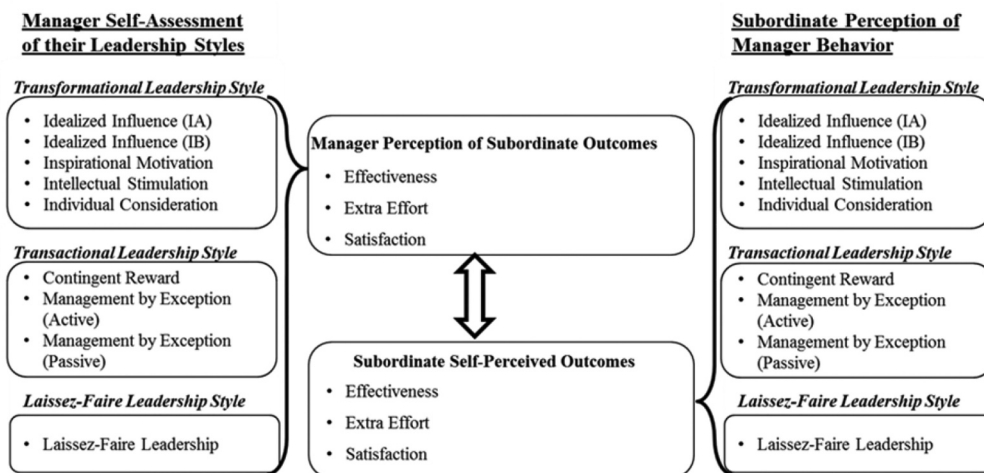 Manager Self-Assessment
of their Leadership Styles
Transformational Leadership Style
• Idealized Influence (IA)
• Idealized Influence (IB)
• Inspirational Motivation
• Intellectual Stimulation
• Individual Consideration
Transactional Leadership Style
• Contingent Reward
• Management by Exception
(Active)
• Management by Exception
(Passive)
Laissez-Faire Leadership Style
• Laissez-Faire Leadership
Manager Perception of Subordinate Outcomes
• Effectiveness
• Extra Effort
• Satisfaction
Subordinate Self-Perceived Outcomes
• Effectiveness
• Extra Effort
• Satisfaction
Subordinate Perception of
Manager Behavior
Transformational Leadership Style
• Idealized Influence (IA)
• Idealized Influence (IB)
• Inspirational Motivation
• Intellectual Stimulation
• Individual Consideration
Transactional Leadership Style
• Contingent Reward
• Management by Exception
(Active)
• Management by Exception
(Passive)
Laissez-Faire Leadership Style
• Laissez-Faire Leadership